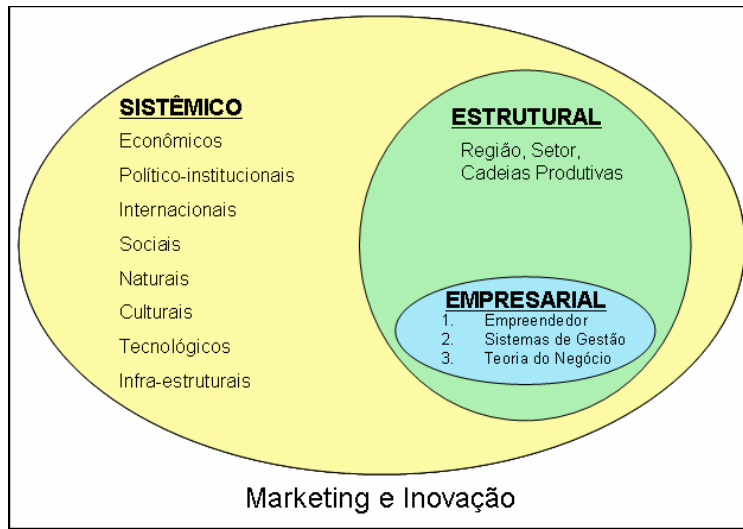 SISTÊMICO
Econômicos
Político-institucionais
Internacionais
Sociais
Naturais
Culturais
Tecnológicos
Infra-estruturais
ESTRUTURAL
Região, Setor,
Cadeias Produtivas
EMPRESARIAL
1. Empreendedor
2. Sistemas de Gestão
3. Teoria do Negócio
Marketing e Inovação